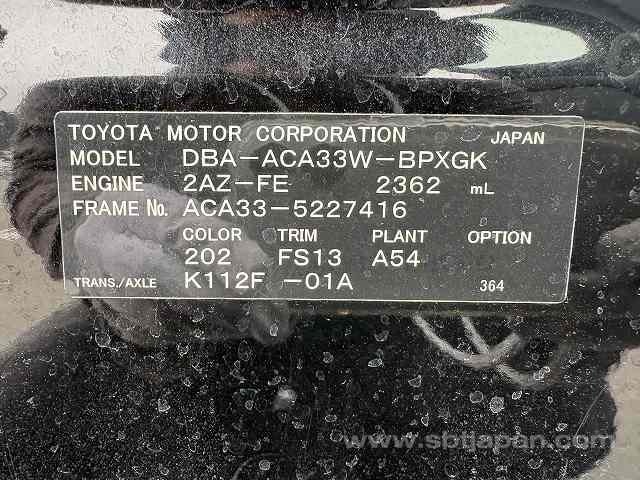 TOYOTA MOTOR CORPORATION JAPAN
MODEL DBA-ACA33W-BPXGK
ENGINE 2AZ-FE 2362 mL
FRAME No. ACA33-5227416
COLOR TRIM PLANT OPTION
202 FS13 A54
TRANS./AXLE K112F -01A 364
www.sbtjapan.com